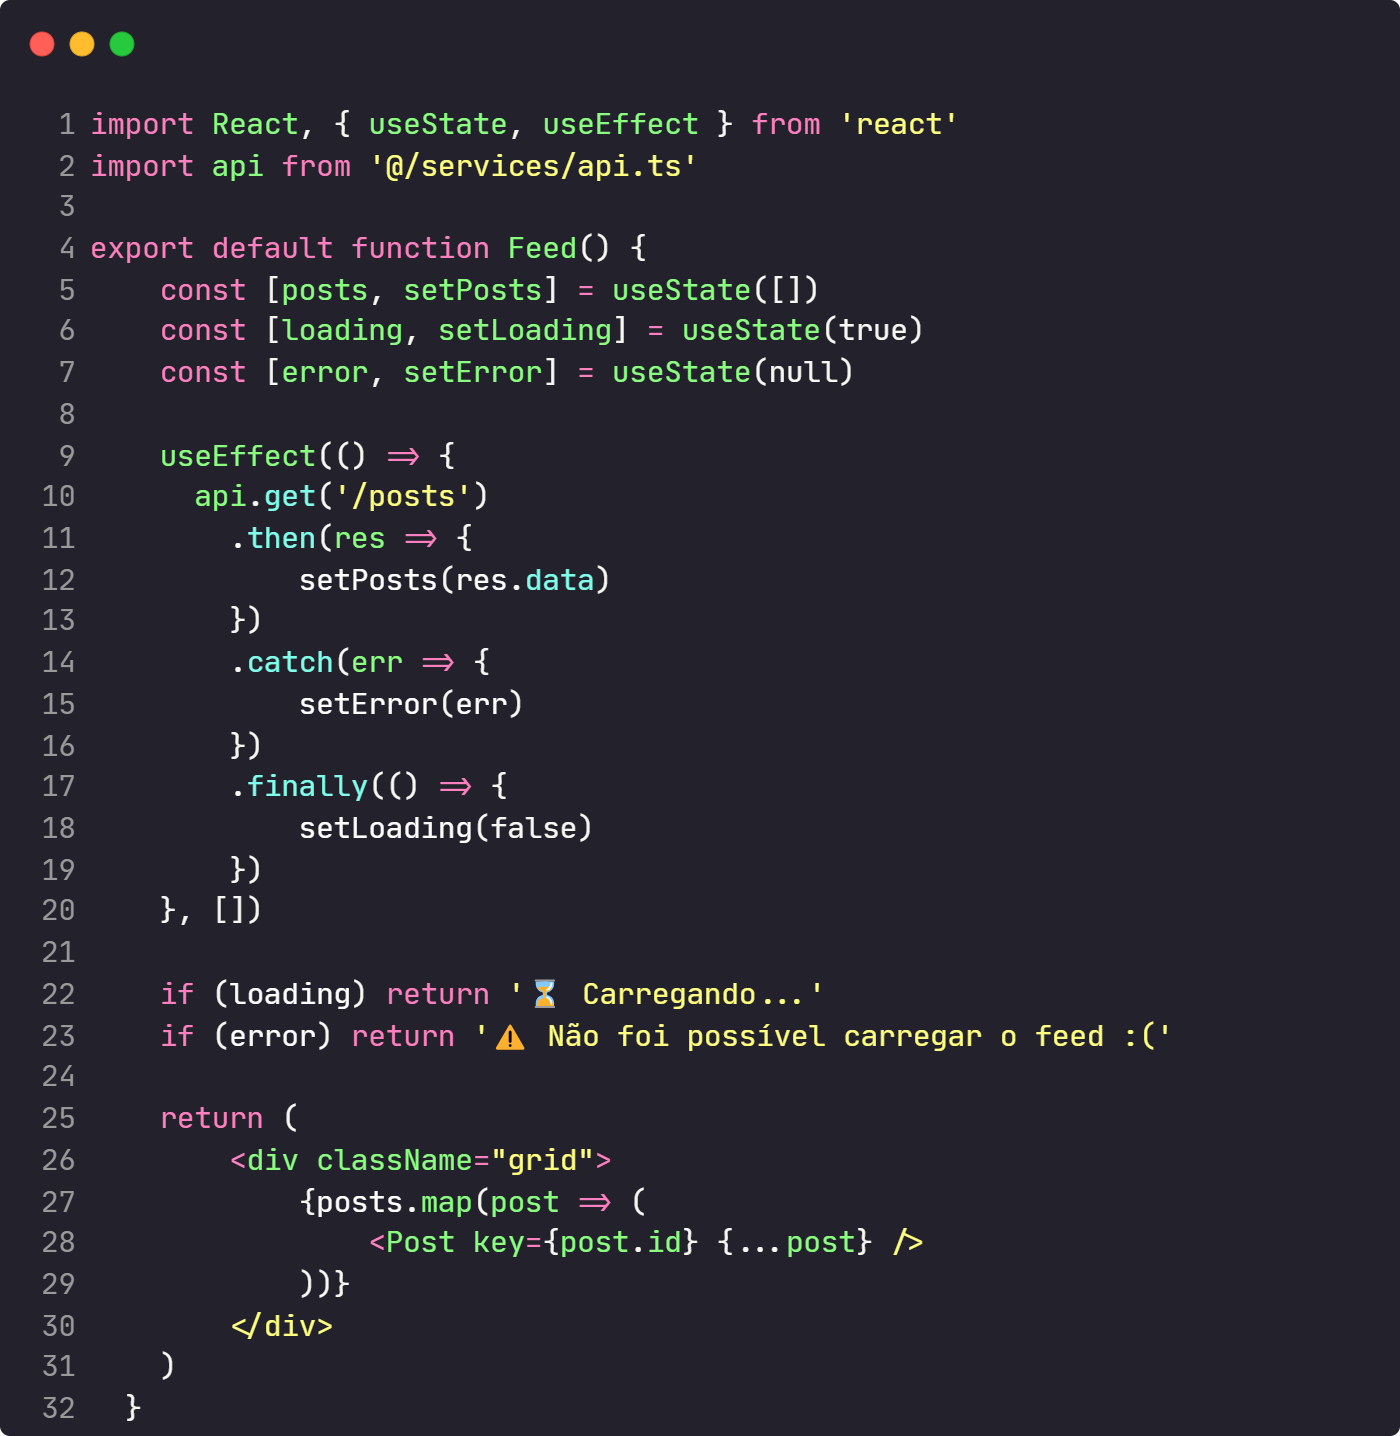 1 import React, { useState, useEffect } from 'react'
2 import api from '@/services/api.ts'
3
4 export default function Feed() {
5     const [posts, setPosts] = useState([])
6     const [loading, setLoading] = useState(true)
7     const [error, setError] = useState(null)
8
9     useEffect(() => {
10       api.get('/posts')
11         .then(res => {
12             setPosts(res.data)
13         })
14         .catch(err => {
15             setError(err)
16         })
17         .finally(() => {
18             setLoading(false)
19         })
20     }, [])
21
22     if (loading) return '⏳ Carregando...'
23     if (error) return '⚠️ Não foi possível carregar o feed :('
24
25     return (
26         <div className="grid">
27             {posts.map(post => (
28                 <Post key={post.id} {...post} />
29             ))}
30         </div>
31     )
32   }